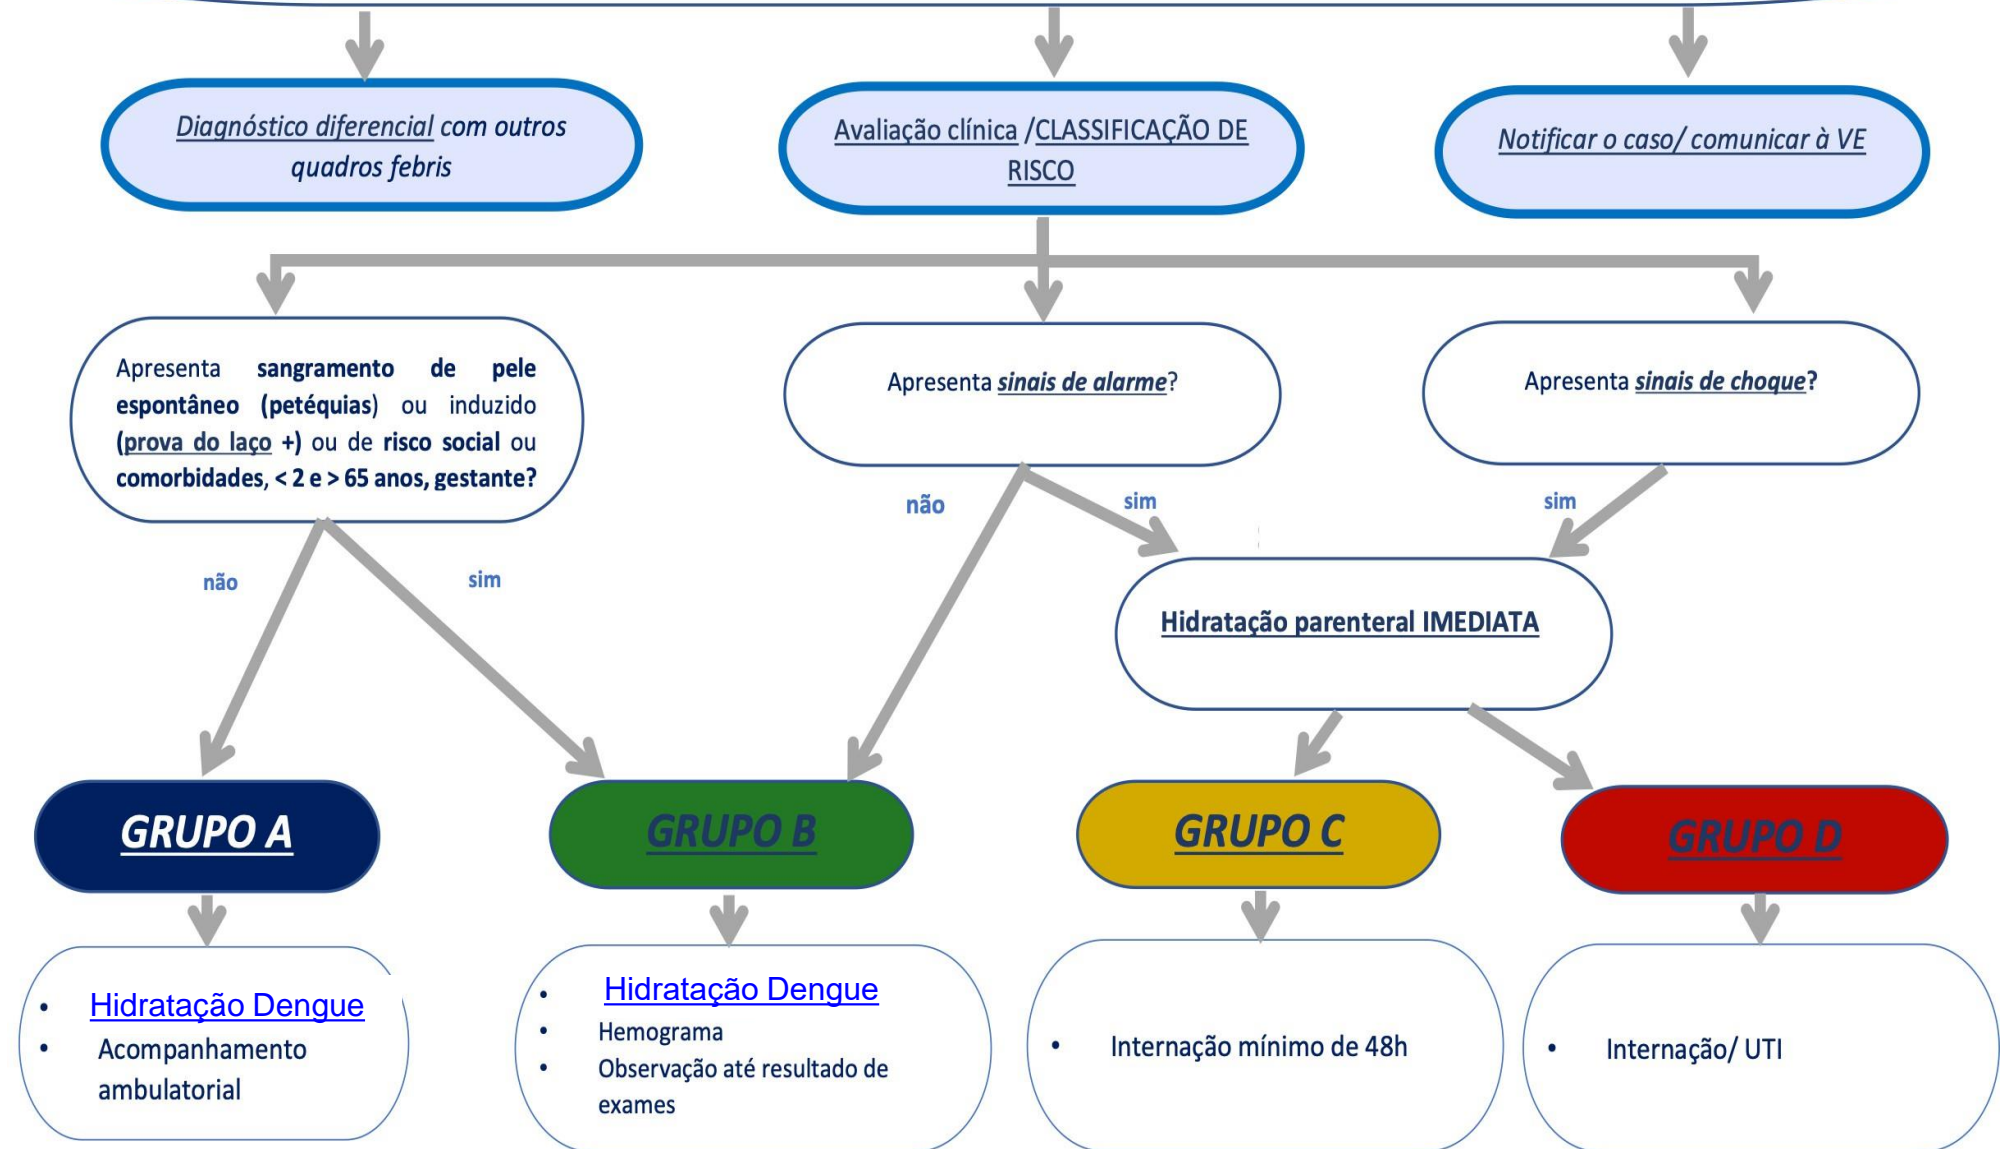 Diagnóstico diferencial com outros
quadros febris
Avaliação clínica /CLASSIFICAÇÃO DE
RISCO
Notificar o caso/ comunicar à VE
Apresenta sangramento de pele
espontâneo (petéquias) ou induzido
(prova do laço +) ou de risco social ou
comorbidades, < 2 e > 65 anos, gestante?
Apresenta sinais de alarme?
Apresenta sinais de choque?
não
sim
não
sim
sim
Hidratação parenteral IMEDIATA
GRUPO A
GRUPO B
GRUPO C
GRUPO D
• Hidratação Dengue
• Acompanhamento
ambulatorial
• Hidratação Dengue
• Hemograma
• Observação até resultado de
exames
• Internação mínimo de 48h
• Internação/ UTI